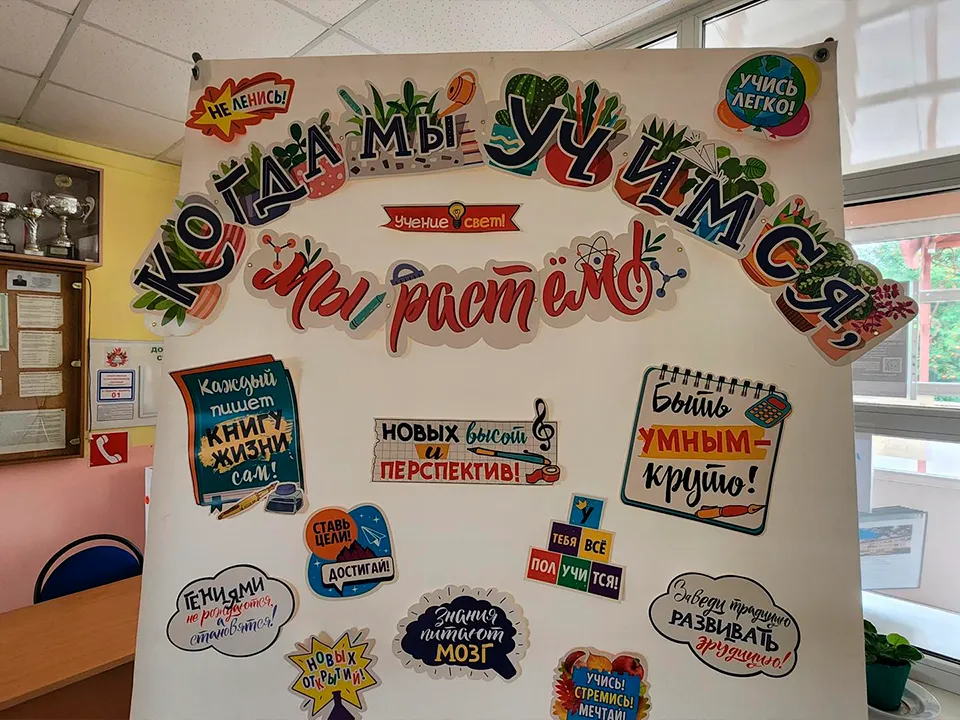 НЕ ЛЕНИСЬ!
УЧИСЬ
ЛЕГКО!
КОГДА МЫ УЧИМСЯ,
УЧЕНИЕ СВЕТ!
МЫ РАСТЁМ!
Каждый
пишет
КНИГУ
ЖИЗНИ
сам!
НОВЫХ ВЫСОТ
И
ПЕРСПЕКТИВ!
Быть
УМНЫМ–
круто!
СТАВЬ
ЦЕЛИ!
ДОСТИГАЙ!
У
ТЕБЯ ВСЁ
ПОЛУЧИТСЯ!
ГЕНИЯМИ
не рождаются,
а
становятся!
Знания
питают
МОЗГ
Заведи традицию
РАЗВИВАТЬ
эрудицию!
НОВЫХ
ОТКРЫТИЙ!
УЧИСЬ!
СТРЕМИСЬ!
МЕЧТАЙ!
01